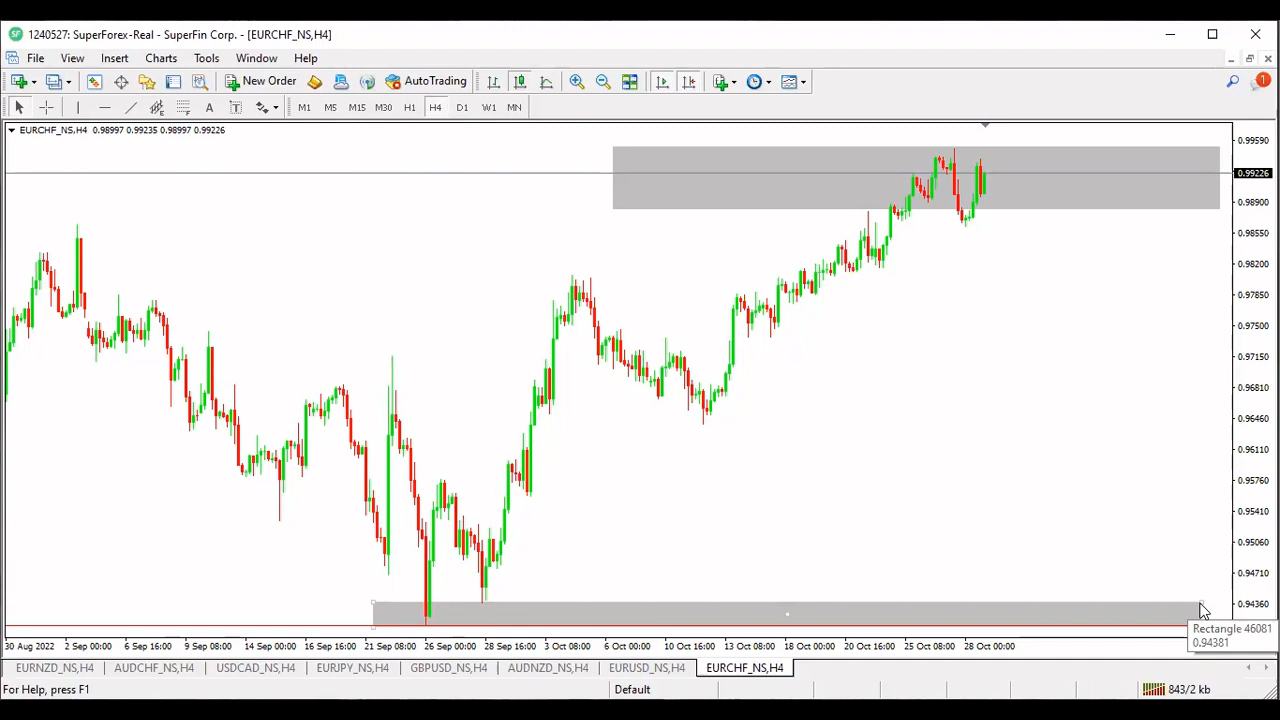 1240527: SuperForex-Real - SuperFin Corp. - [EURCHF_NS,H4]
File View Insert Charts Tools Window Help
New Order AutoTrading 1
A T M1 M5 M15 M30 H1 H4 D1 W1 MN
EURCHF_NS,H4 0.98997 0.99235 0.98997 0.99226
0.99590
0.99226
0.98900
0.98550
0.98200
0.97850
0.97500
0.97150
0.96810
0.96460
0.96110
0.95760
0.95410
0.95060
0.94710
0.94360
Rectangle 46081
0.94381
30 Aug 2022 2 Sep 00:00 6 Sep 16:00 9 Sep 08:00 14 Sep 00:00 16 Sep 16:00 21 Sep 08:00 26 Sep 00:00 28 Sep 16:00 3 Oct 08:00 6 Oct 00:00 10 Oct 16:00 13 Oct 08:00 18 Oct 00:00 20 Oct 16:00 25 Oct 08:00 28 Oct 00:00
EURNZD_NS,H4 AUDCHF_NS,H4 USDCAD_NS,H4 EURJPY_NS,H4 GBPUSD_NS,H4 AUDNZD_NS,H4 EURUSD_NS,H4 EURCHF_NS,H4
For Help, press F1 Default 843/2 kb